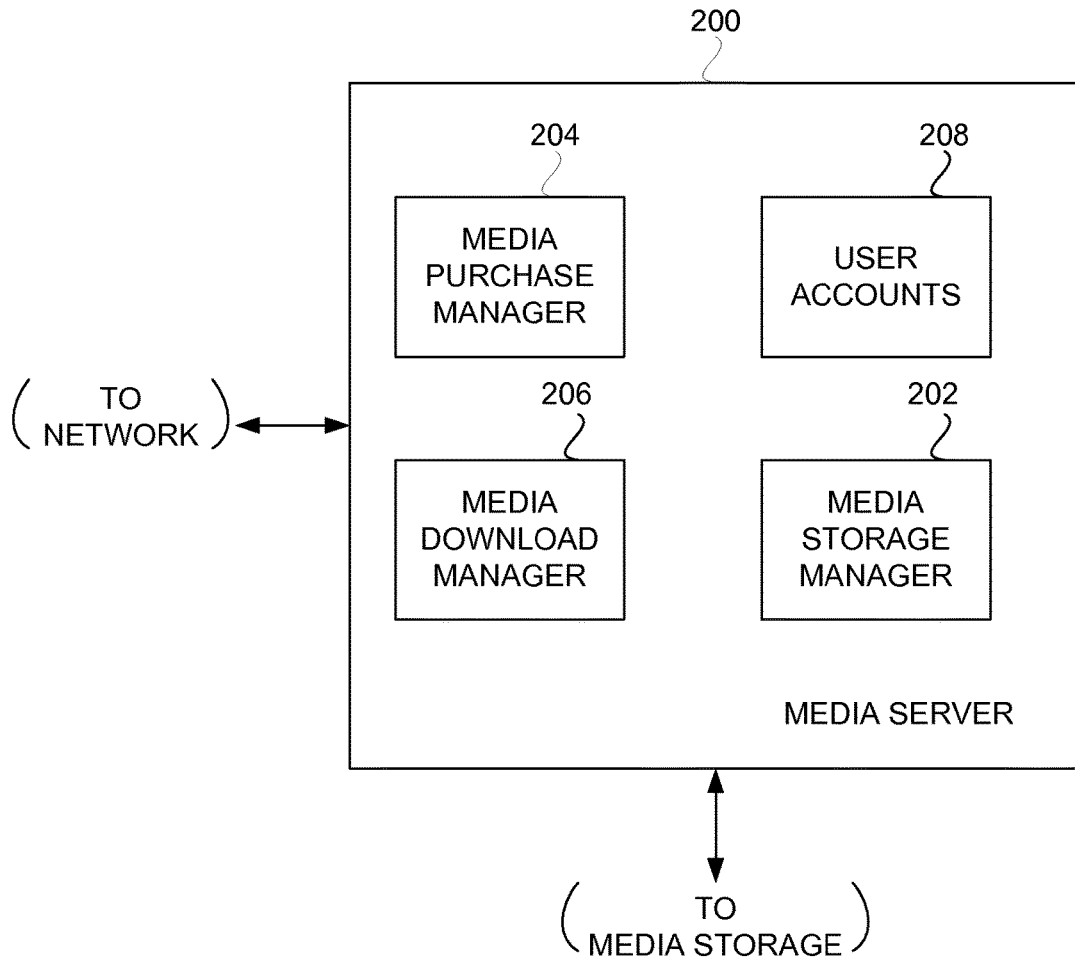 200
204
208
MEDIA
PURCHASE
MANAGER
USER
ACCOUNTS
TO
NETWORK
206
202
MEDIA
DOWNLOAD
MANAGER
MEDIA
STORAGE
MANAGER
MEDIA SERVER
TO
MEDIA STORAGE